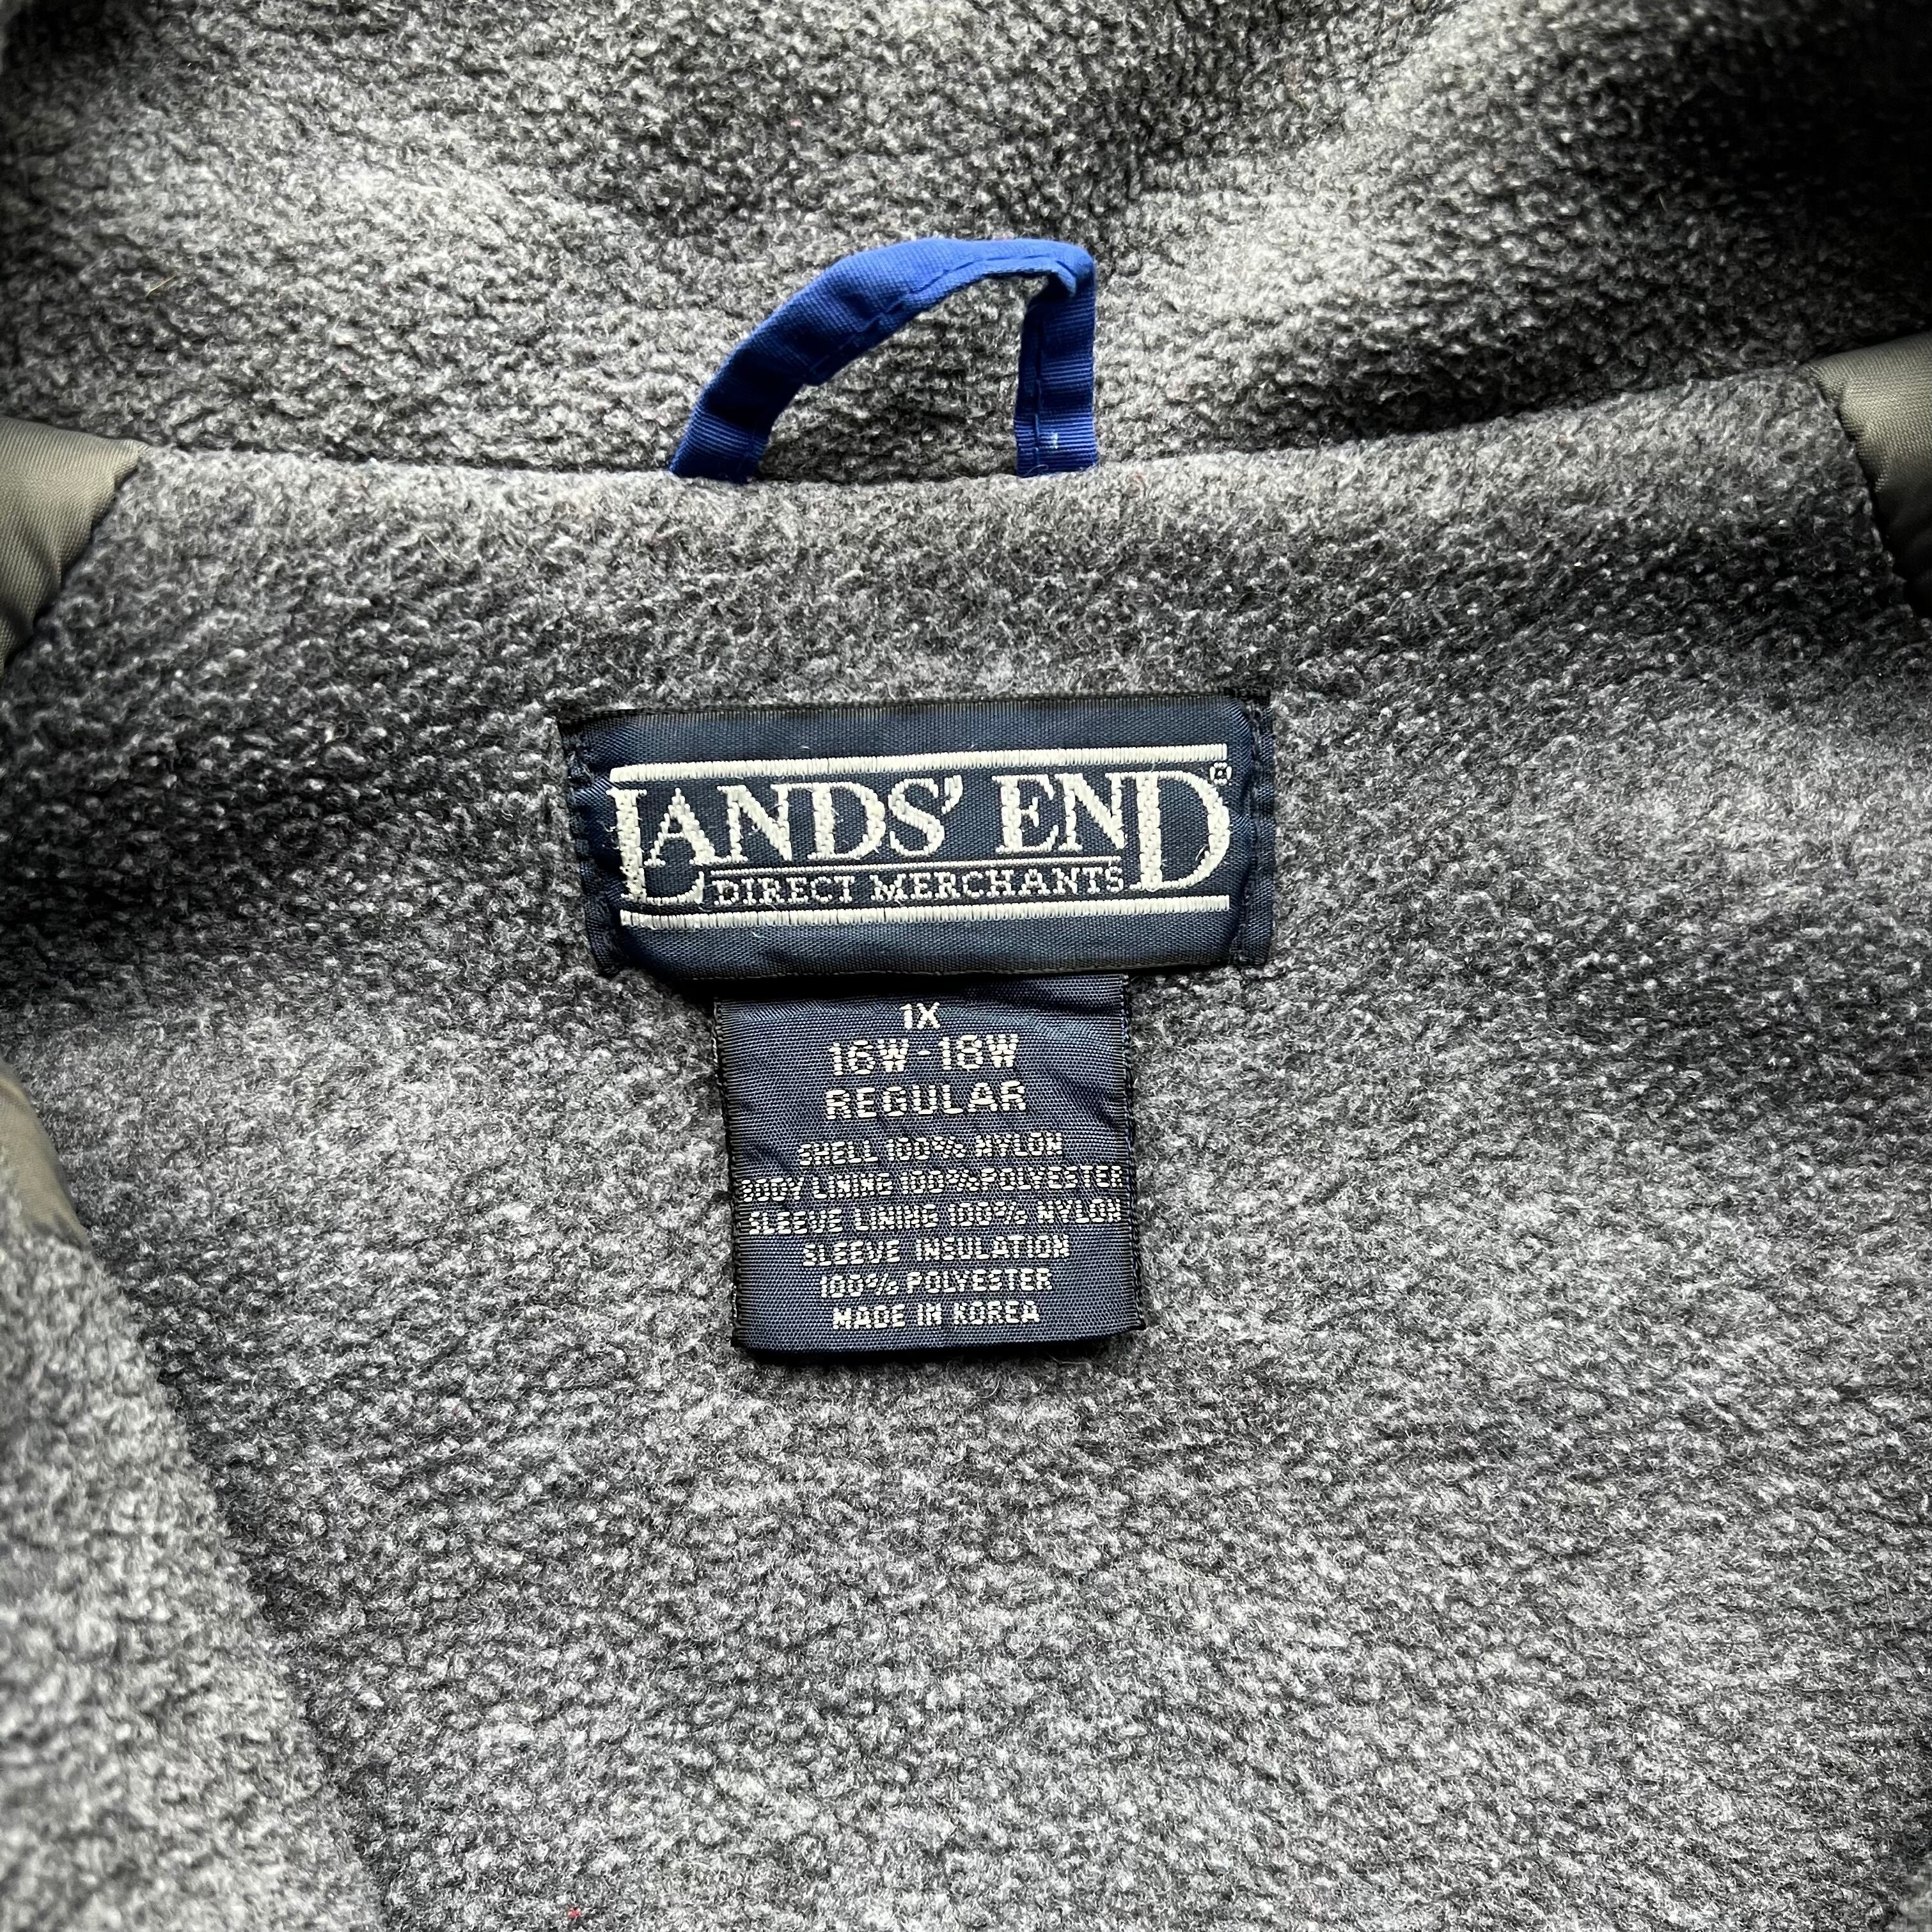 LANDS' END®
DIRECT MERCHANTS
1X
16W-18W
REGULAR
SHELL 100% NYLON
BODY LINING 100% POLYESTER
SLEEVE LINING 100% NYLON
SLEEVE INSULATION
100% POLYESTER
MADE IN KOREA